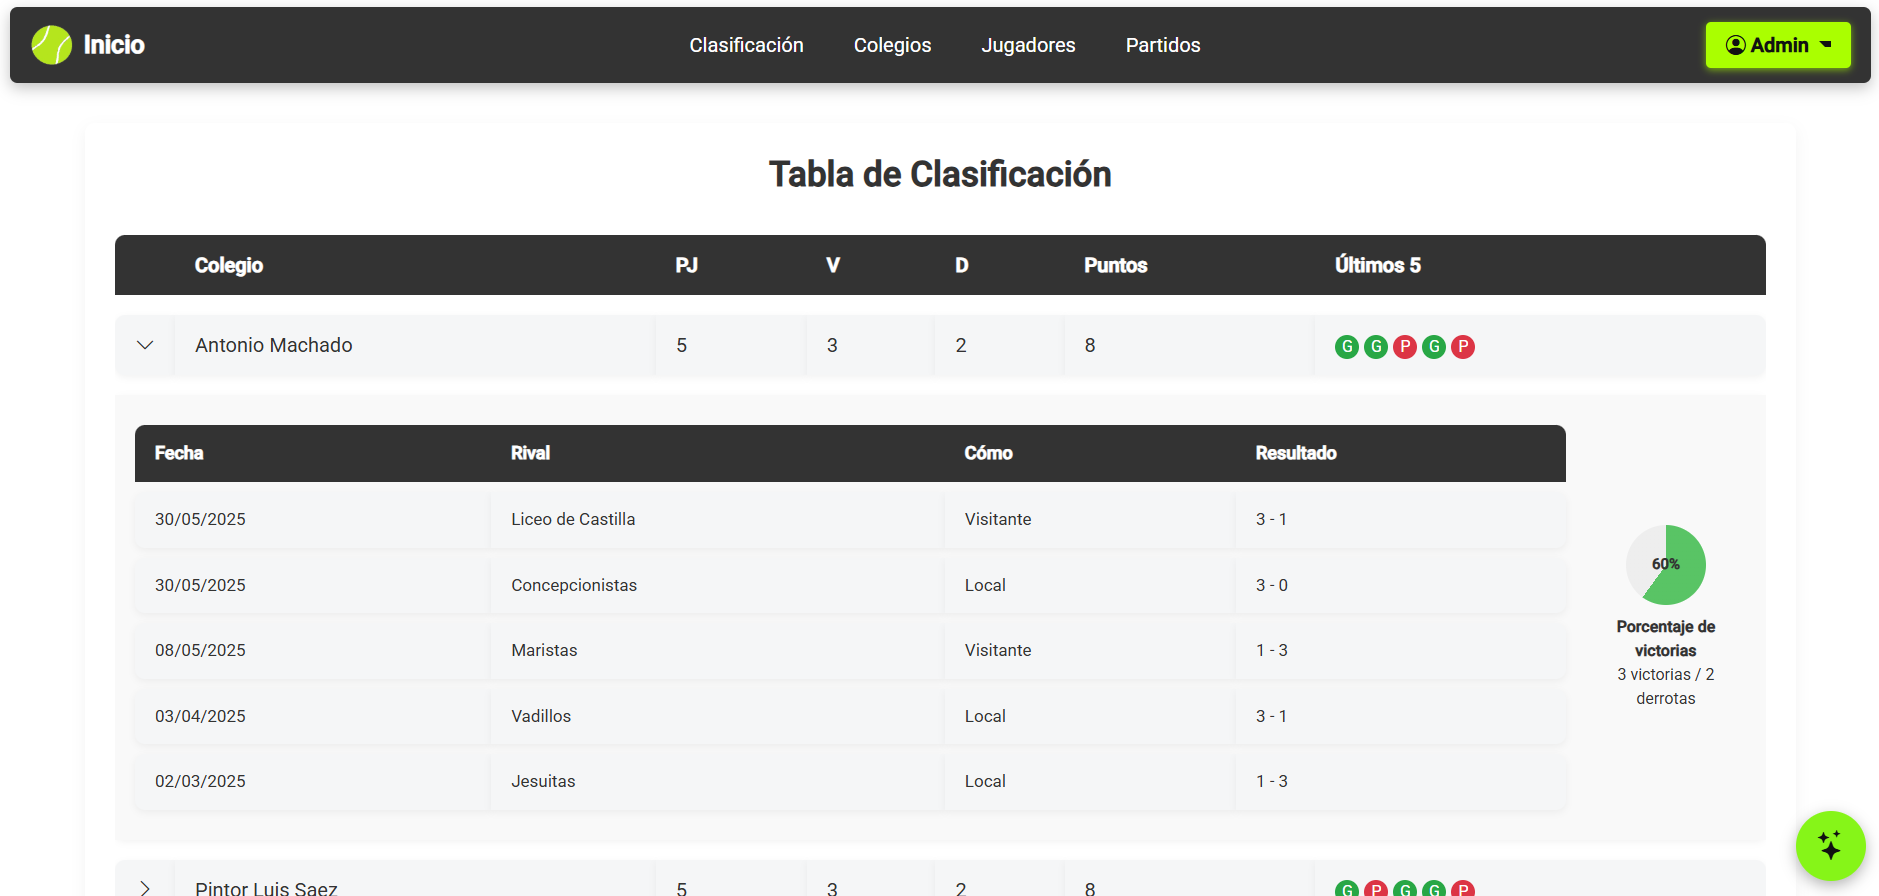 Inicio Clasificación Colegios Jugadores Partidos Admin
Tabla de Clasificación
Colegio PJ V D Puntos Últimos 5
Antonio Machado 5 3 2 8 G G P G P
Fecha Rival Cómo Resultado
30/05/2025 Liceo de Castilla Visitante 3 - 1
30/05/2025 Concepcionistas Local 3 - 0
08/05/2025 Maristas Visitante 1 - 3
03/04/2025 Vadillos Local 3 - 1
02/03/2025 Jesuitas Local 1 - 3
60%
Porcentaje de
victorias
3 victorias / 2
derrotas
Pintor Luis Saez 5 3 2 8 G P G G P